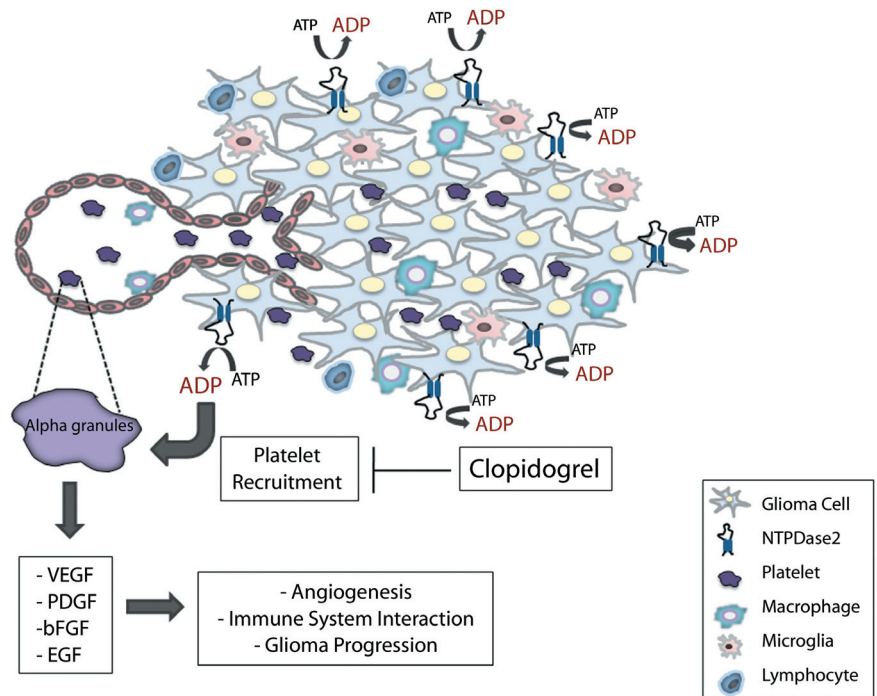 ATP
ADP
ATP
ADP
ATP
ADP
ATP
ADP
ATP
ADP
ADP
ATP
ATP
ADP
Alpha granules
Platelet
Recruitment
Clopidogrel
- VEGF
- PDGF
-bFGF
- EGF
- Angiogenesis
- Immune System Interaction
- Glioma Progression
Glioma Cell
NTPDase2
Platelet
Macrophage
Microglia
Lymphocyte